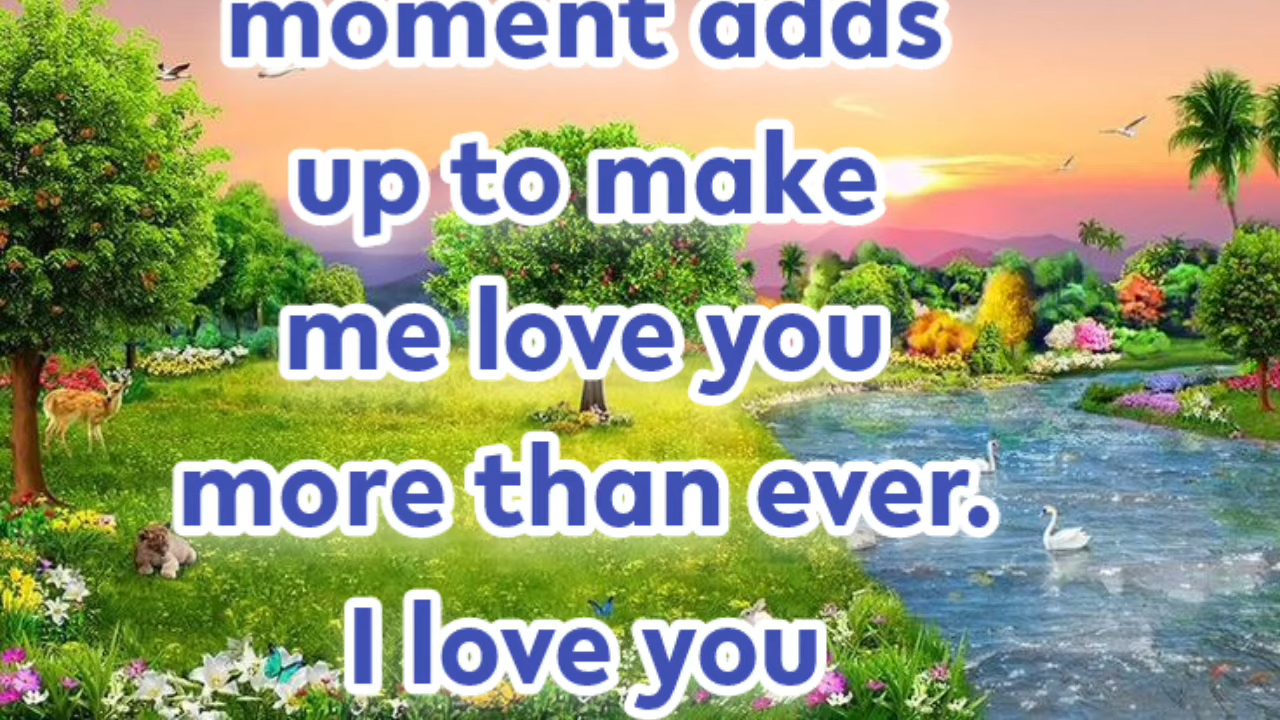 moment adds
up to make
me love you
more than ever.
I love you